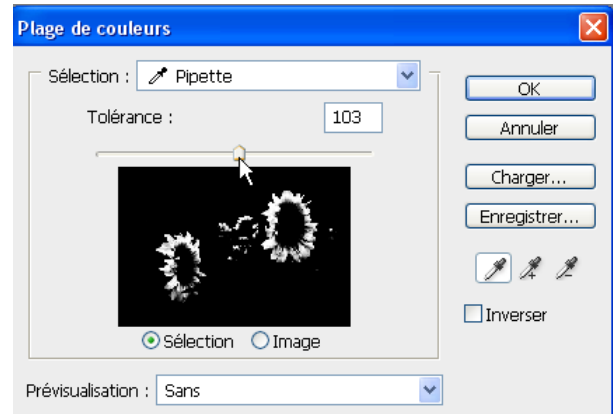 Plage de couleurs
Sélection : Pipette
Tolérance : 103
Sélection Image
Prévisualisation : Sans
OK
Annuler
Charger...
Enregistrer...
Inverser